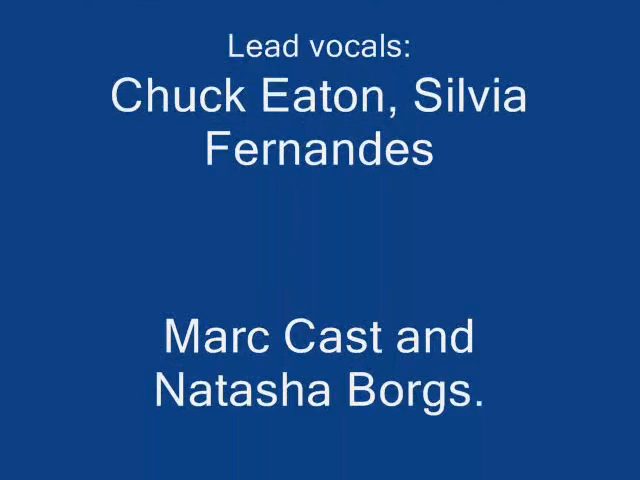 Lead vocals:
Chuck Eaton, Silvia
Fernandes
Marc Cast and
Natasha Borgs.